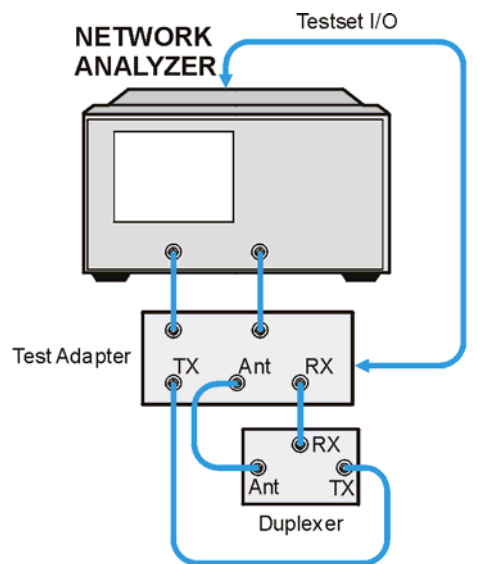 Testset I/O
NETWORK
ANALYZER
Test Adapter
TX Ant RX
RX
Ant TX
Duplexer